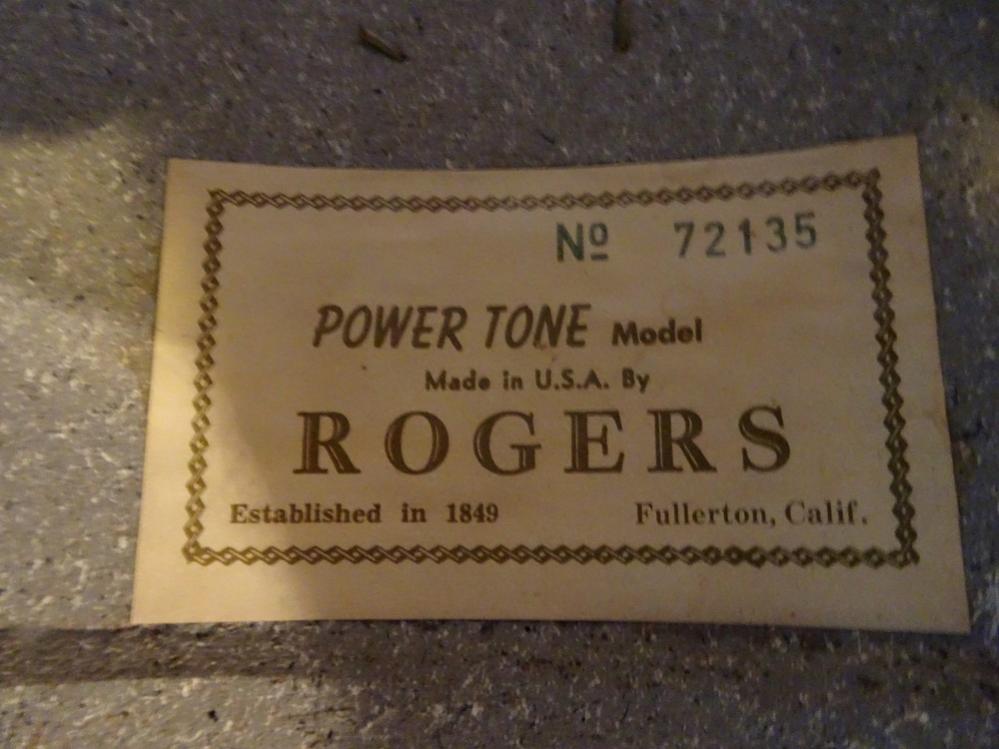 Nº 72135
POWER TONE Model
Made in U.S.A. By
ROGERS
Established in 1849 Fullerton, Calif.